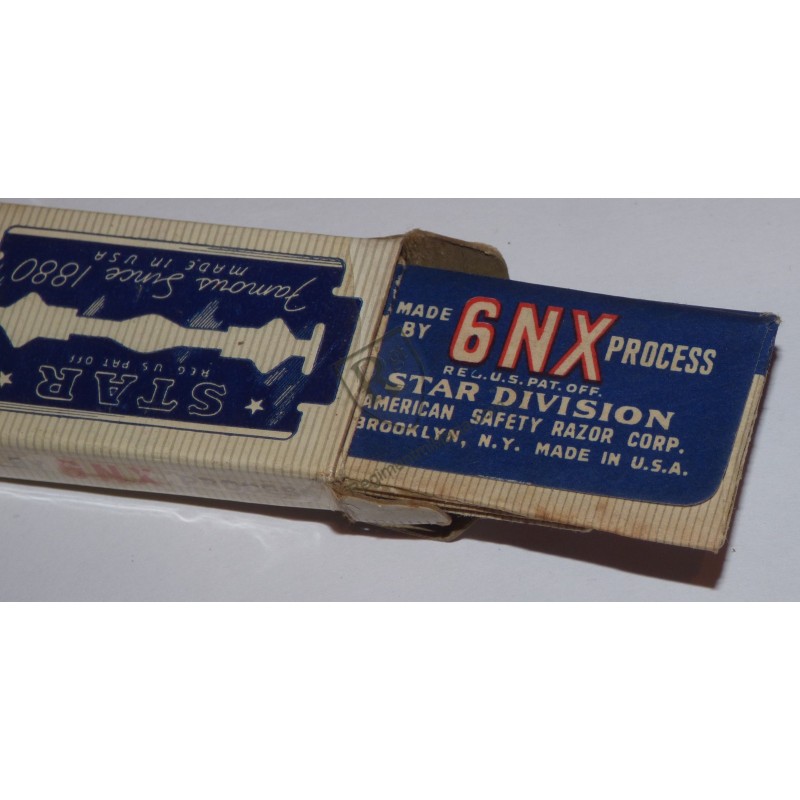 Famous Since 1880
MADE IN USA
REG US PAT OFF
STAR
6NX
MADE BY 6NX PROCESS
REG.U.S.PAT.OFF.
STAR DIVISION
AMERICAN SAFETY RAZOR CORP.
BROOKLYN, N.Y. MADE IN U.S.A.